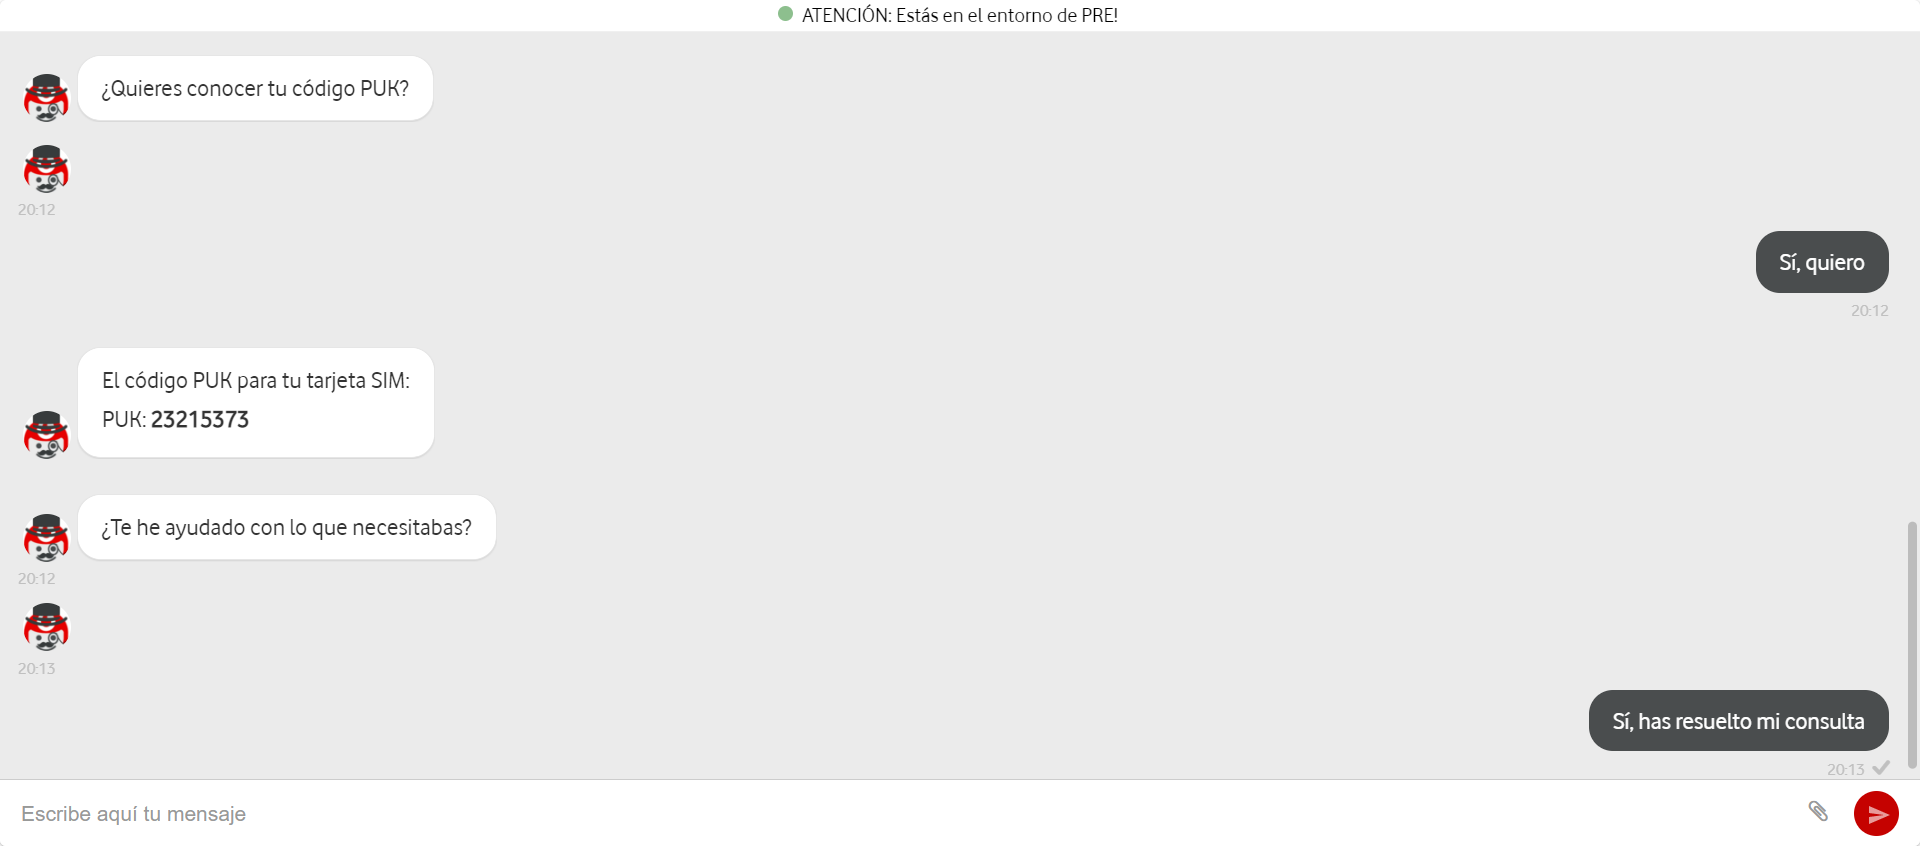 ATENCIÓN: Estás en el entorno de PRE!
¿Quieres conocer tu código PUK?
20:12
Sí, quiero
20:12
El código PUK para tu tarjeta SIM:
PUK: 23215373
¿Te he ayudado con lo que necesitabas?
20:12
20:13
Sí, has resuelto mi consulta
20:13
Escribe aquí tu mensaje